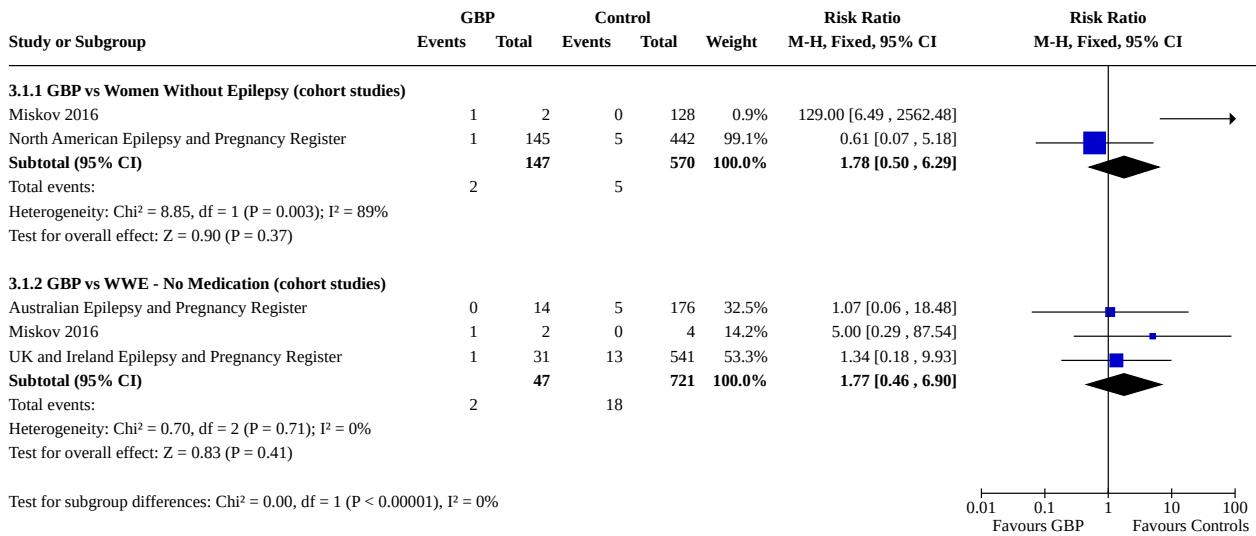 GBP Control Risk Ratio Risk Ratio
Study or Subgroup Events Total Events Total Weight M-H, Fixed, 95% CI M-H, Fixed, 95% CI
3.1.1 GBP vs Women Without Epilepsy (cohort studies)
Miskov 2016 1 2 0 128 0.9% 129.00 [6.49 , 2562.48]
North American Epilepsy and Pregnancy Register 1 145 5 442 99.1% 0.61 [0.07 , 5.18]
Subtotal (95% CI) 147 570 100.0% 1.78 [0.50 , 6.29]
Total events: 2 5
Heterogeneity: Chi² = 8.85, df = 1 (P = 0.003); I² = 89%
Test for overall effect: Z = 0.90 (P = 0.37)
3.1.2 GBP vs WWE - No Medication (cohort studies)
Australian Epilepsy and Pregnancy Register 0 14 5 176 32.5% 1.07 [0.06 , 18.48]
Miskov 2016 1 2 0 4 14.2% 5.00 [0.29 , 87.54]
UK and Ireland Epilepsy and Pregnancy Register 1 31 13 541 53.3% 1.34 [0.18 , 9.93]
Subtotal (95% CI) 47 721 100.0% 1.77 [0.46 , 6.90]
Total events: 2 18
Heterogeneity: Chi² = 0.70, df = 2 (P = 0.71); I² = 0%
Test for overall effect: Z = 0.83 (P = 0.41)
Test for subgroup differences: Chi² = 0.00, df = 1 (P < 0.00001), I² = 0%
0.01 0.1 1 10 100
Favours GBP Favours Controls